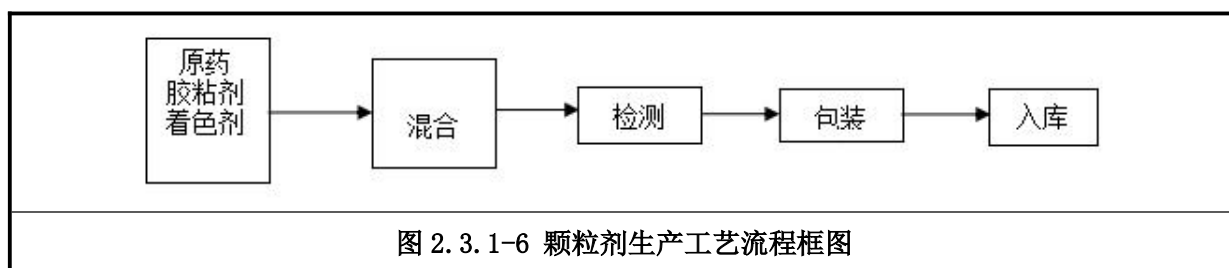 原药
胶粘剂
着色剂
混合
检测
包装
入库
图 2.3.1-6 颗粒剂生产工艺流程框图